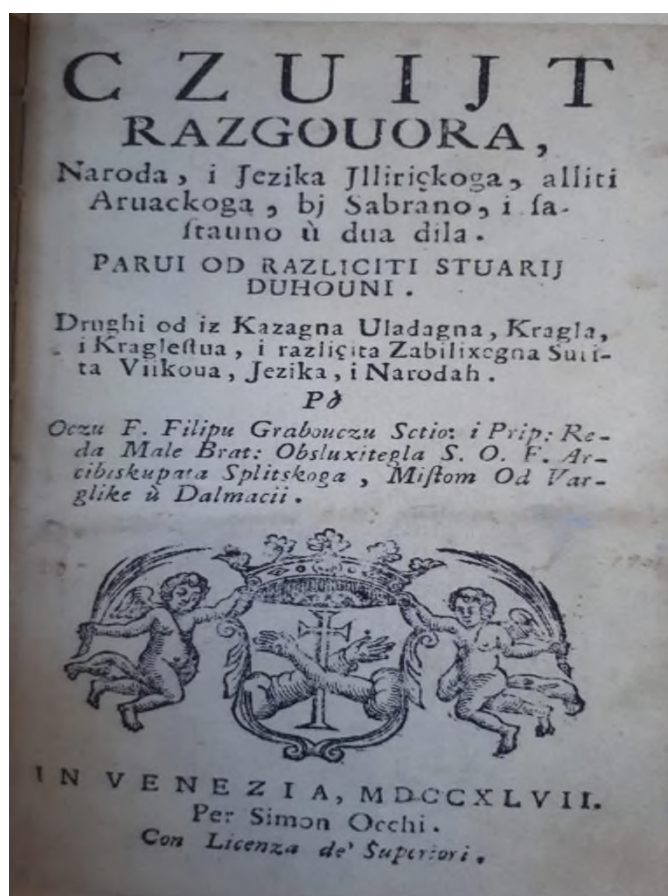 CZUIJT
RAZGOUORA,
Naroda, i Jezika Jlliriçkoga, alliti
Aruackoga, bj Sabrano, i ſa-
ſtauno ù dua dila.
PARUI OD RAZLICITI STUARIJ
DUHOUNI.
Drughi od iz Kazagna Uladagna, Kragla,
i Kragleſtua, i razliçita Zabilixegna Suii-
ta Viikoua, Jezika, i Narodah.
Pò
Oczu F. Filipu Grabouczu Sctio: i Prip: Re-
da Male Brat: Obsluxitegla S. O. F. Ar-
cibiskupata Splitskoga, Miſtom Od Var-
glike ù Dalmacii.
IN VENEZIA, MDCCXLVII.
Per Simon Occhi.
Con Licenza de' Superiori.